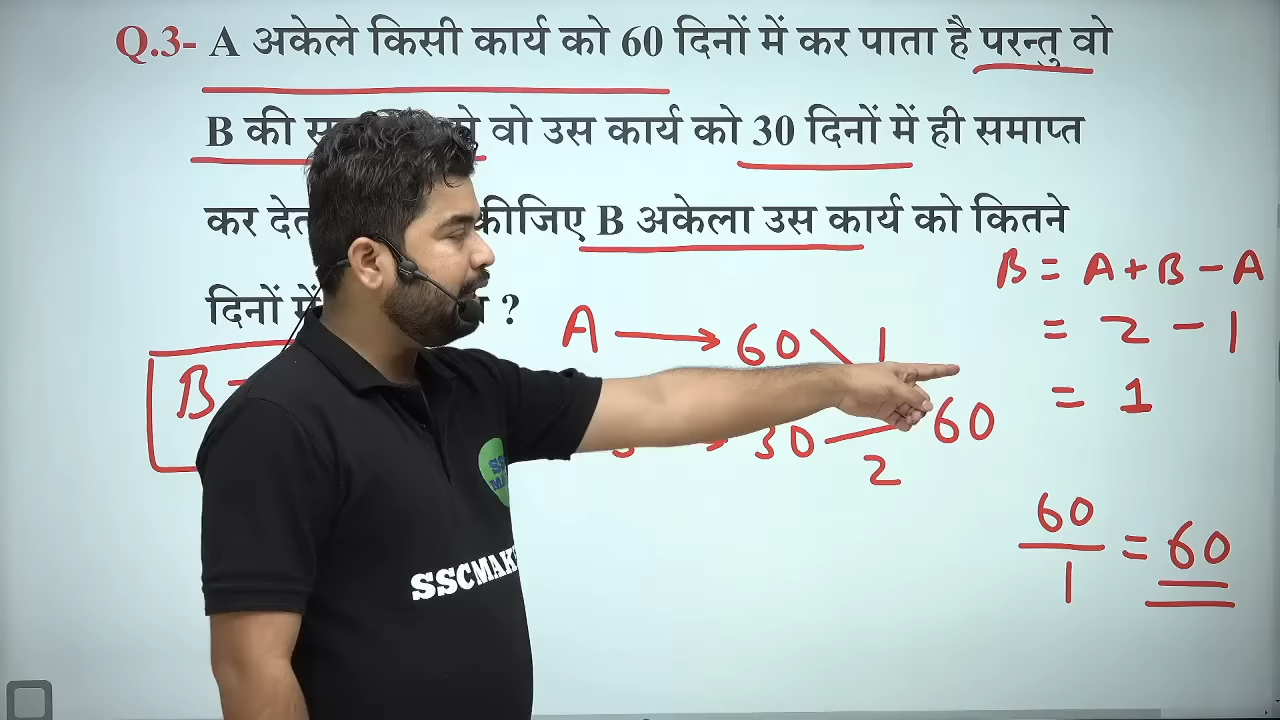 Q.3- A अकेले किसी कार्य को 60 दिनों में कर पाता है परन्तु वो
B की वो उस कार्य को 30 दिनों में ही समाप्त
कर कीजिए B अकेला उस कार्य को कितने
दिनों में ?
B = A + B - A
A → 60 1
= 2 - 1
B
= 1
30 60
2
60
1
= 60
SSCMAK